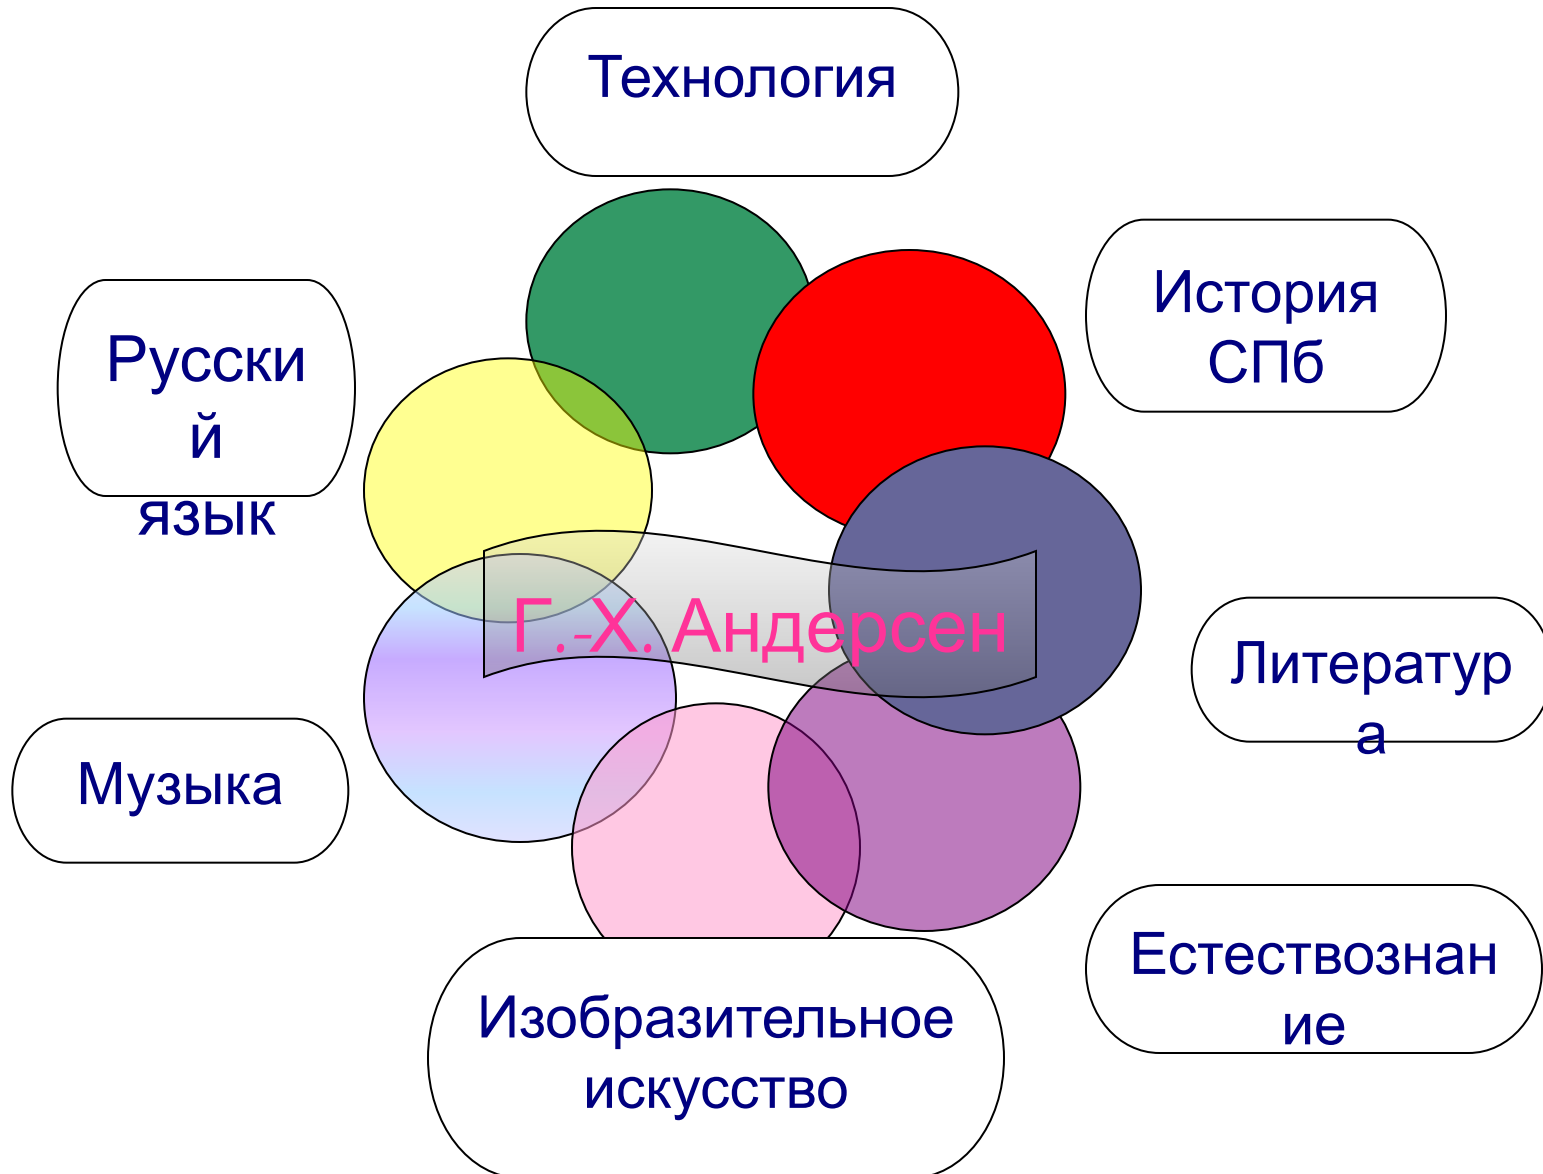 Технология
История
СПб
Русски
й
язык
Г.-Х. Андерсен
Литератур
а
Музыка
Естествознан
ие
Изобразительное
искусство